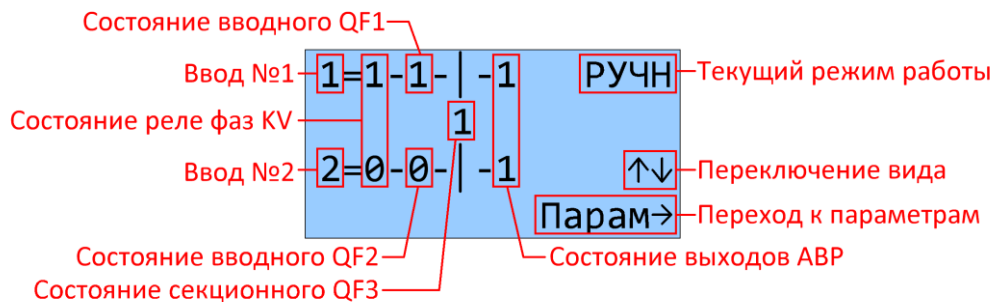 Состояние вводного QF1
Ввод №1
1=1-1-| -1
РУЧН
Текущий режим работы
Состояние реле фаз KV
1
Ввод №2
2=0-0-| -1
↑↓
Переключение вида
Парам→
Переход к параметрам
Состояние вводного QF2
Состояние выходов АВР
Состояние секционного QF3